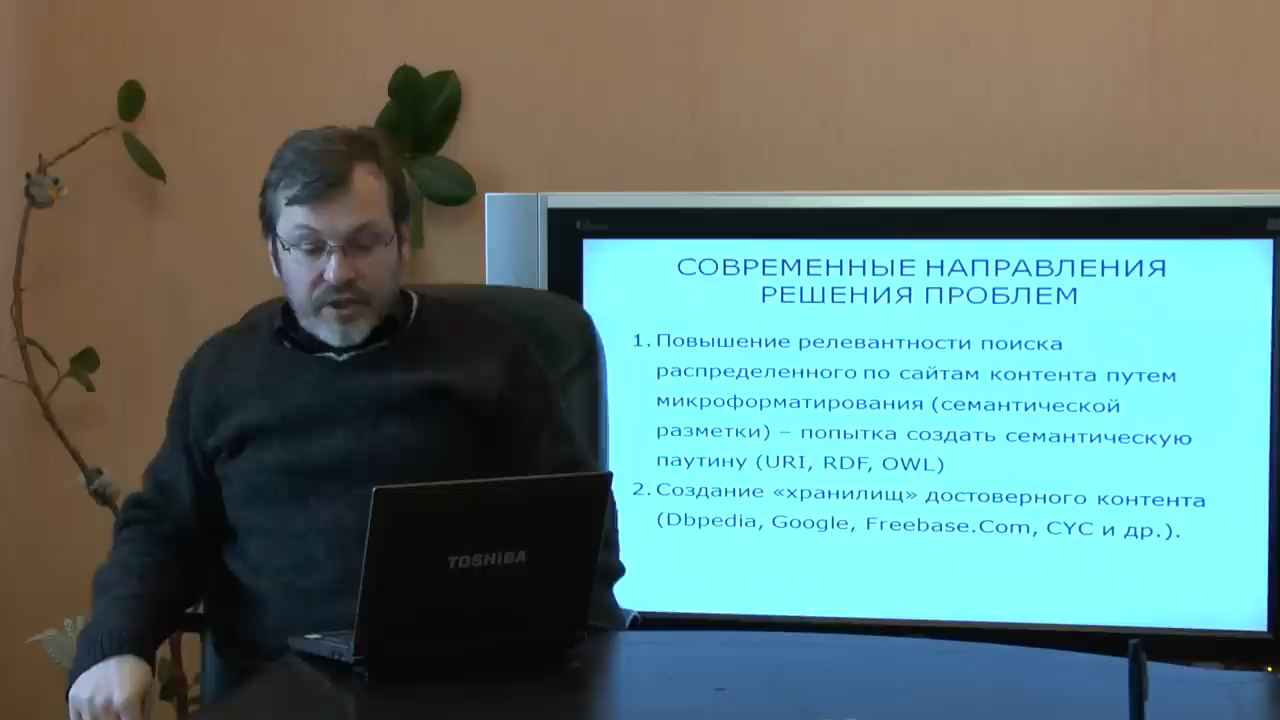 СОВРЕМЕННЫЕ НАПРАВЛЕНИЯ
РЕШЕНИЯ ПРОБЛЕМ
1. Повышение релевантности поиска
распределенного по сайтам контента путем
микроформатирования (семантической
разметки) – попытка создать семантическую
паутину (URI, RDF, OWL)
2. Создание «хранилищ» достоверного контента
(Dbpedia, Google, Freebase.Com, CYC и др.).
TOSHIBA